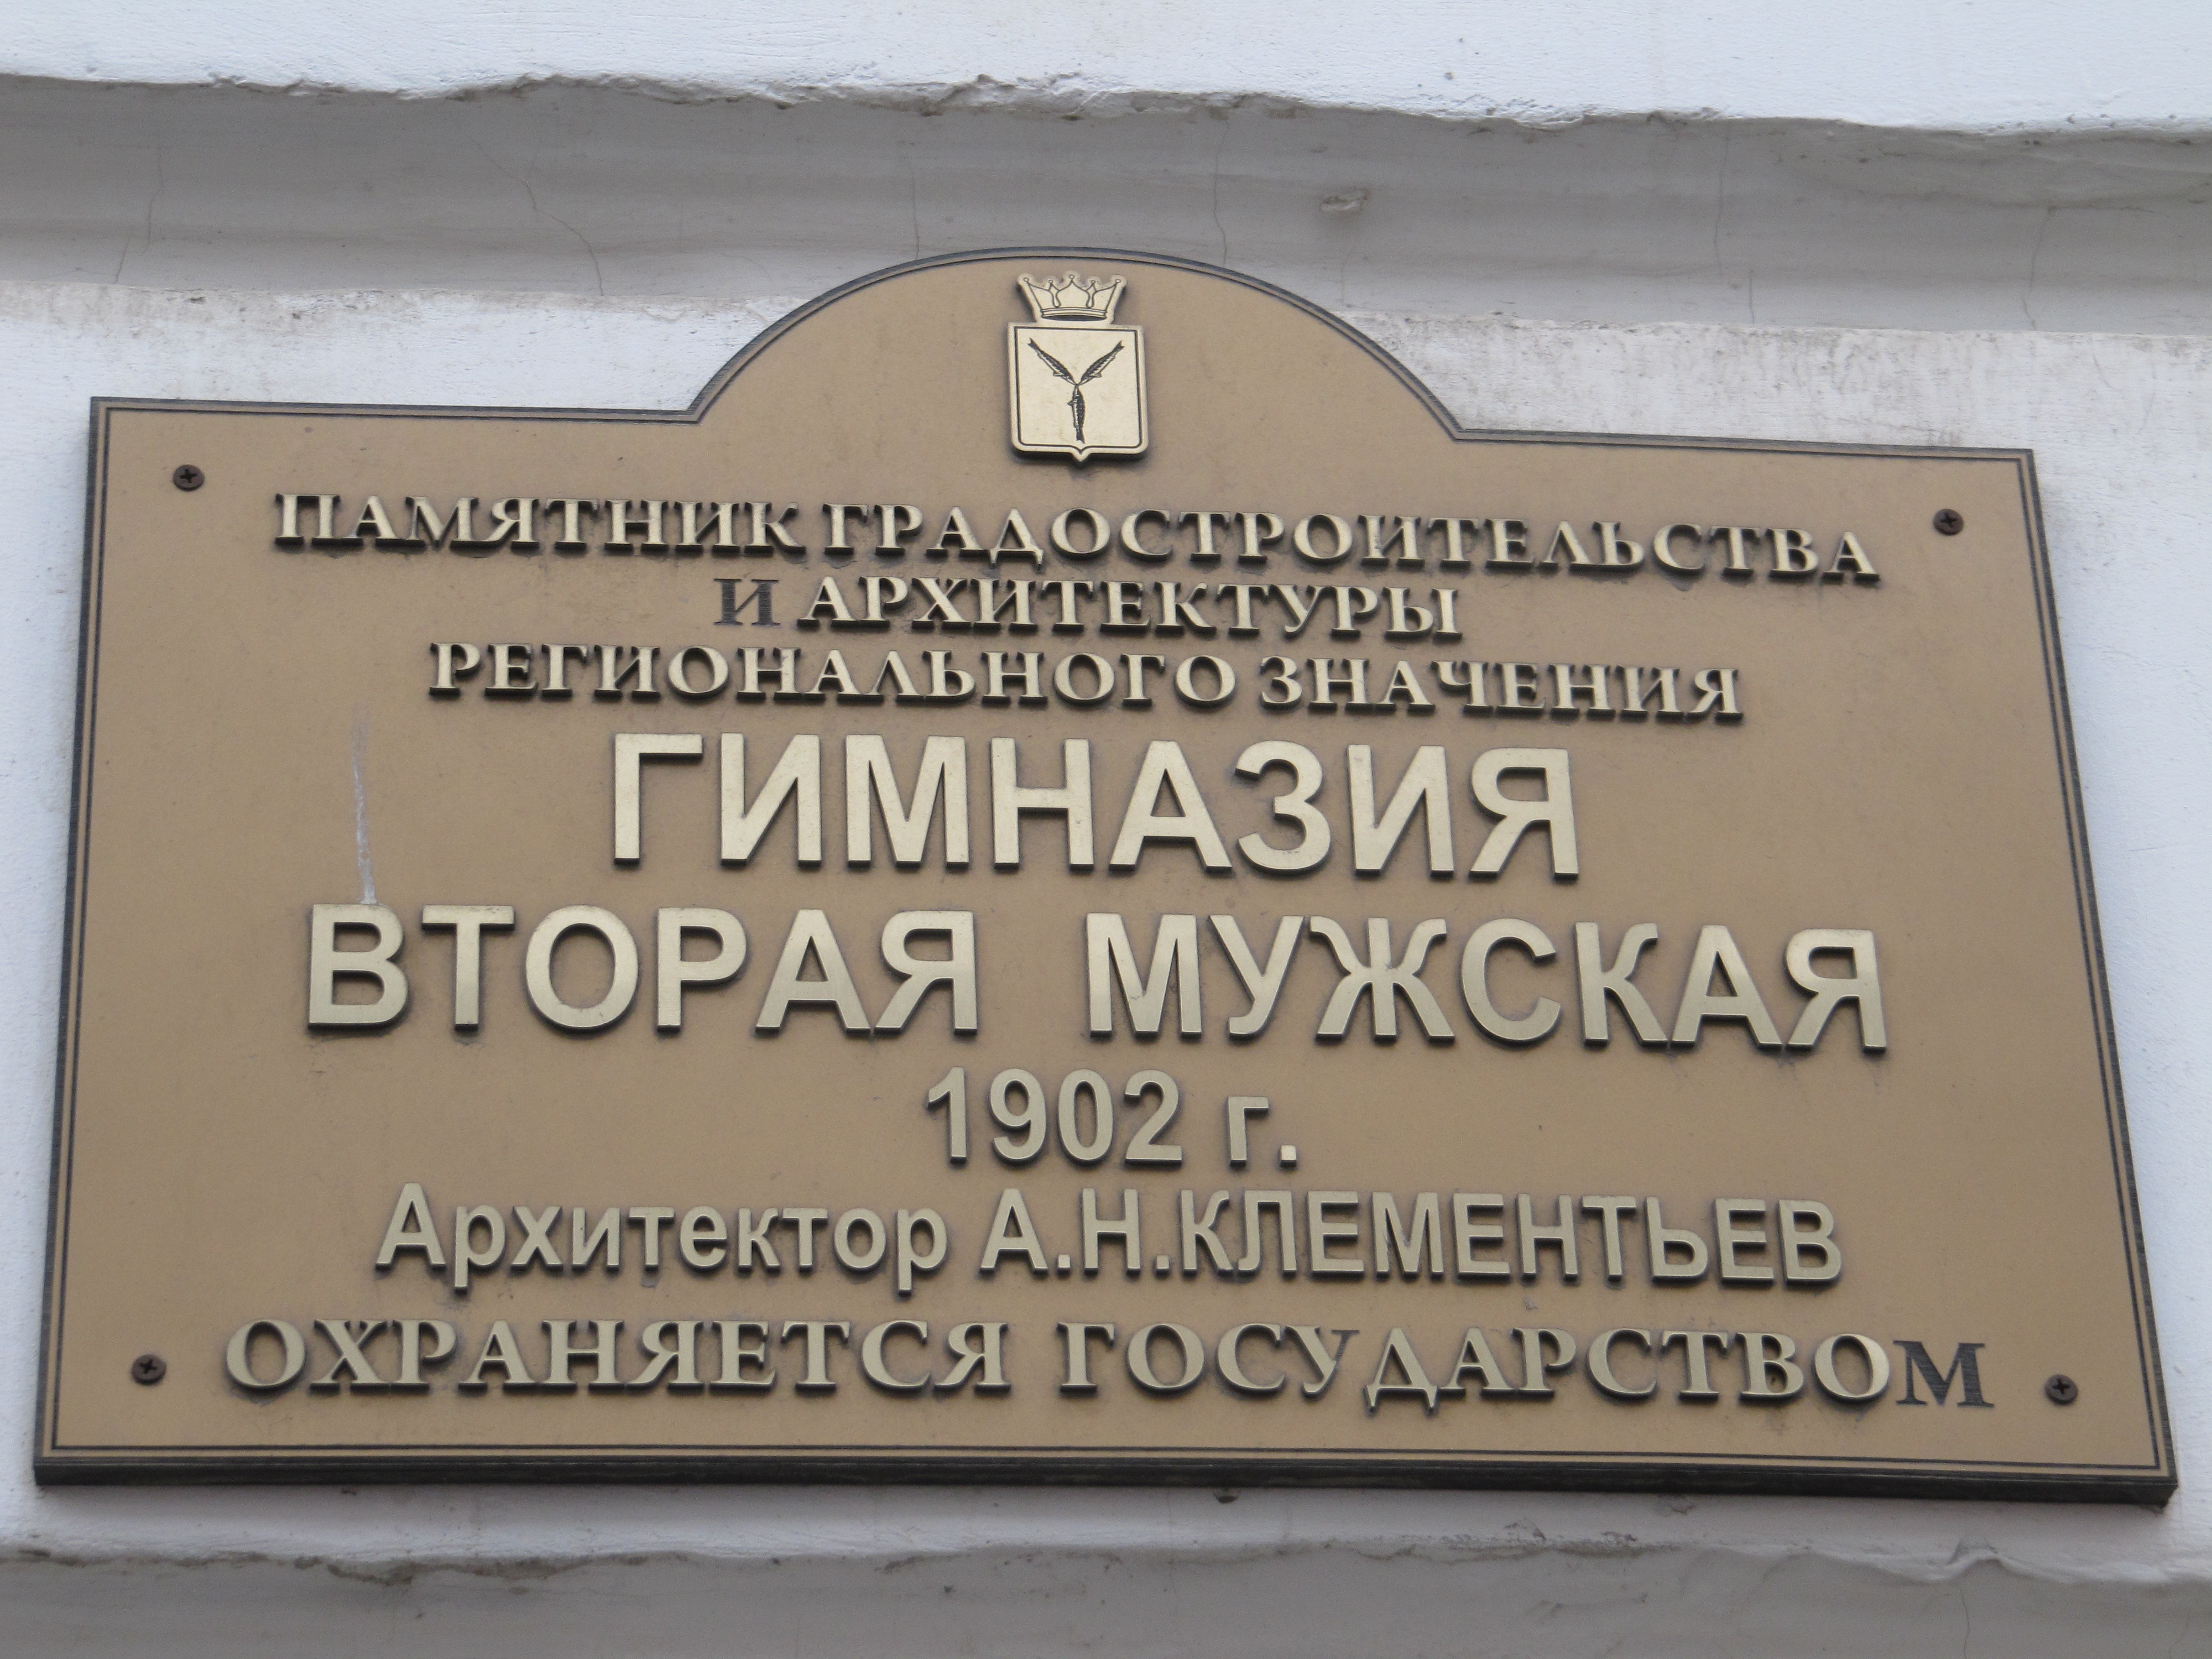 ПАМЯТНИК ГРАДОСТРОИТЕЛЬСТВА
И АРХИТЕКТУРЫ
РЕГИОНАЛЬНОГО ЗНАЧЕНИЯ
ГИМНАЗИЯ
ВТОРАЯ МУЖСКАЯ
1902 г.
Архитектор А.Н.КЛЕМЕНТЬЕВ
ОХРАНЯЕТСЯ ГОСУДАРСТВОМ